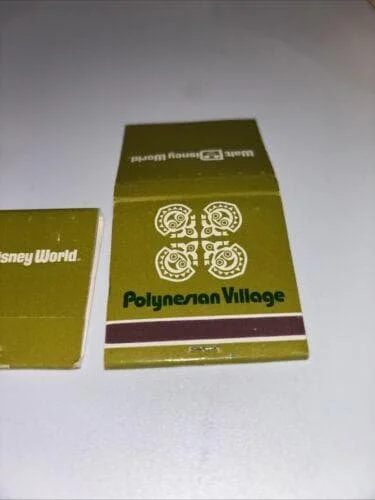 Walt Disney World.
Polynesian Village
isney World.